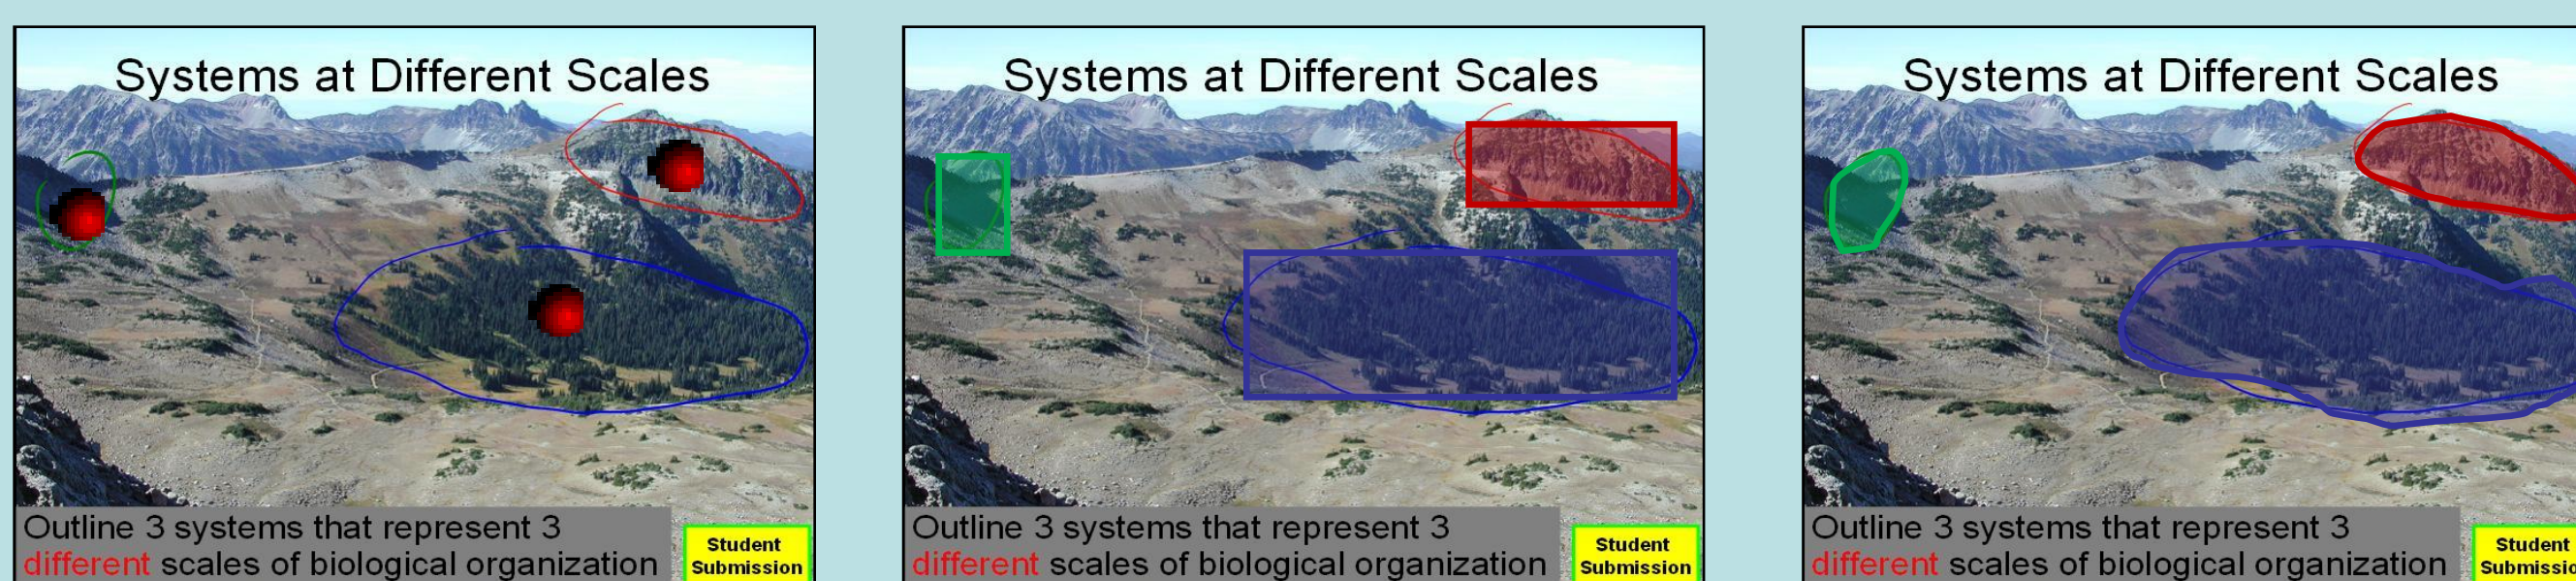 Systems at Different Scales
Outline 3 systems that represent 3
different scales of biological organization
Student
Submission
Systems at Different Scales
Outline 3 systems that represent 3
different scales of biological organization
Student
Submission
Systems at Different Scales
Outline 3 systems that represent 3
different scales of biological organization
Student
Submissio